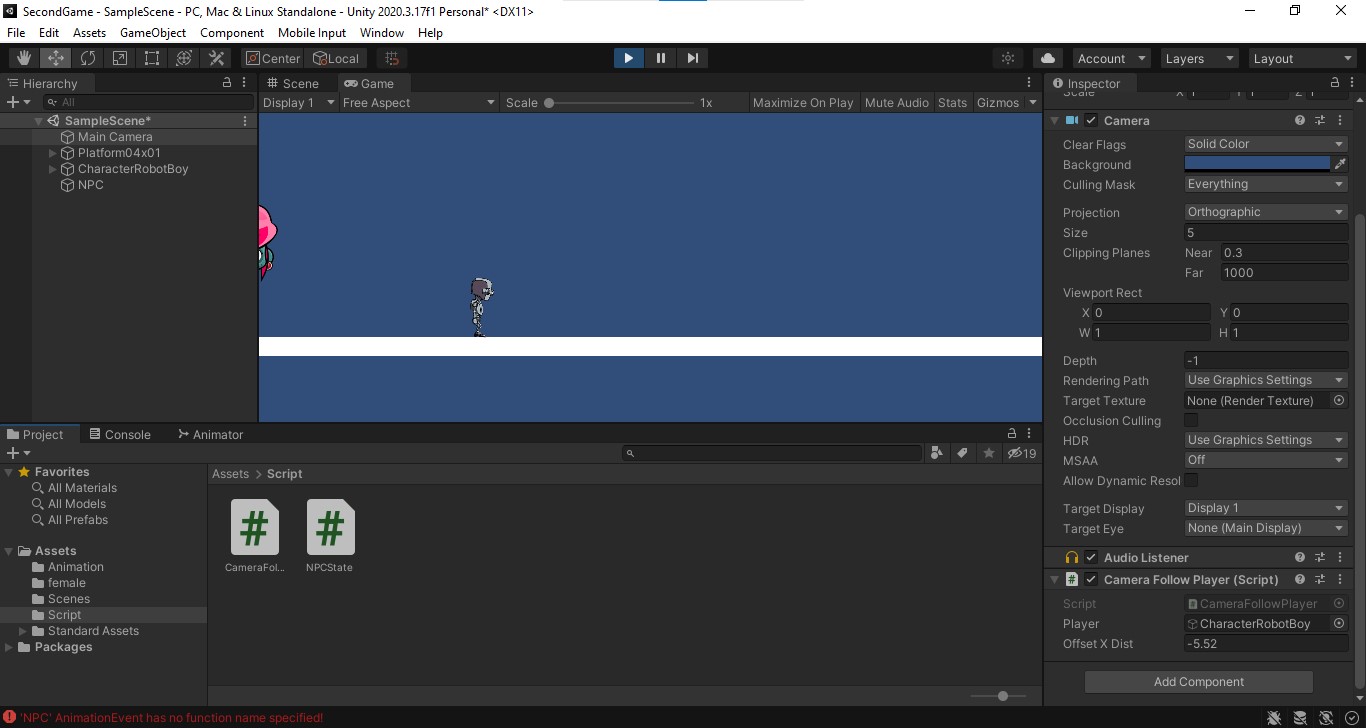 SecondGame - SampleScene - PC, Mac & Linux Standalone - Unity 2020.3.17f1 Personal* <DX11>
File Edit Assets GameObject Component Mobile Input Window Help
Center Local Account Layers Layout
Hierarchy
All
SampleScene*
Main Camera
Platform04x01
CharacterRobotBoy
NPC
Scene Game
Display 1 Free Aspect Scale 1x Maximize On Play Mute Audio Stats Gizmos
Inspector
Scale X 1 Y 1 Z 1
Camera
Clear Flags Solid Color
Background
Culling Mask Everything
Projection Orthographic
Size 5
Clipping Planes Near 0.3
Far 1000
Viewport Rect
X 0 Y 0
W 1 H 1
Depth -1
Rendering Path Use Graphics Settings
Target Texture None (Render Texture)
Occlusion Culling
HDR Use Graphics Settings
MSAA Off
Allow Dynamic Resol
Target Display Display 1
Target Eye None (Main Display)
Audio Listener
Camera Follow Player (Script)
Script CameraFollowPlayer
Player CharacterRobotBoy
Offset X Dist -5.52
Add Component
Project Console Animator
19
Favorites
All Materials
All Models
All Prefabs
Assets
Animation
female
Scenes
Script
Standard Assets
Packages
Assets > Script
CameraFol... NPCState
'NPC' AnimationEvent has no function name specified!